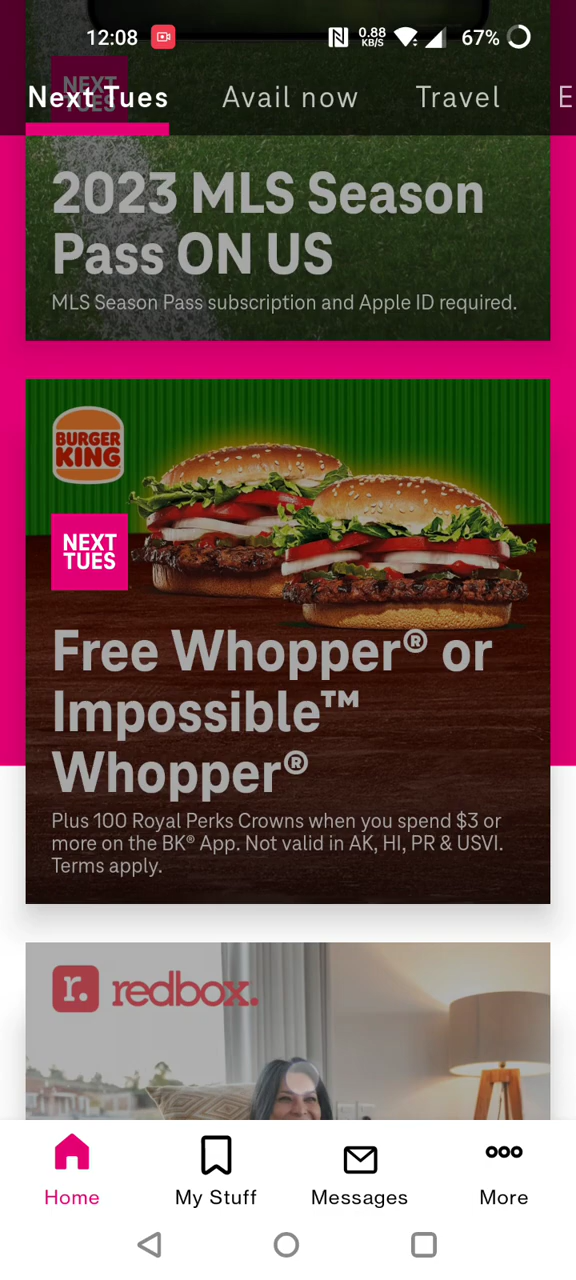 12:08
0.88
KB/S
67%
NEXT
TUES
Next Tues
Avail now
Travel
E
2023 MLS Season
Pass ON US
MLS Season Pass subscription and Apple ID required.
BURGER
KING
NEXT
TUES
Free Whopper® or
Impossible™
Whopper®
Plus 100 Royal Perks Crowns when you spend $3 or
more on the BK® App. Not valid in AK, HI, PR & USVI.
Terms apply.
r. redbox.
Home
My Stuff
Messages
More